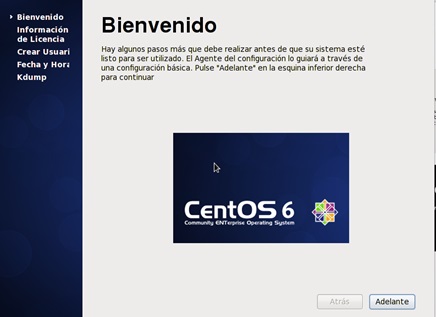 Bienvenido
Información
de Licencia
Crear Usuari
Fecha y Hora
Kdump
Bienvenido
Hay algunos pasos más que debe realizar antes de que su sistema esté
listo para ser utilizado. El Agente del configuración lo guiará a través de
una configuración básica. Pulse "Adelante" en la esquina inferior derecha
para continuar
CentOS 6
Community ENTerprise Operating System
Atrás
Adelante